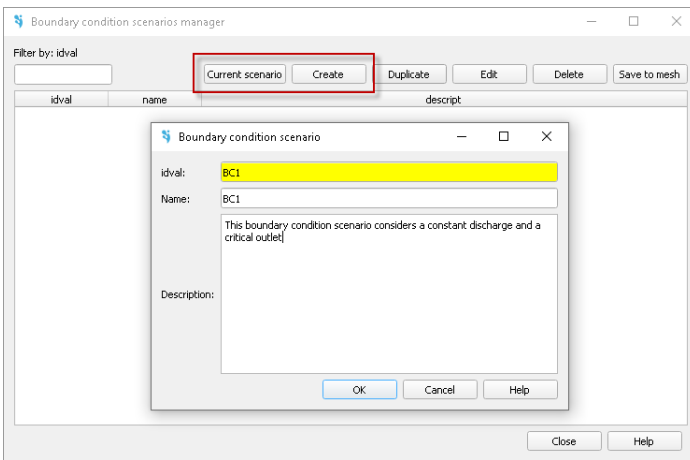 Boundary condition scenarios manager
Filter by: idval
Current scenario Create Duplicate Edit Delete Save to mesh
idval name descript
Boundary condition scenario
idval: BC1
Name: BC1
This boundary condition scenario considers a constant discharge and a
critical outlet
Description:
OK Cancel Help
Close Help